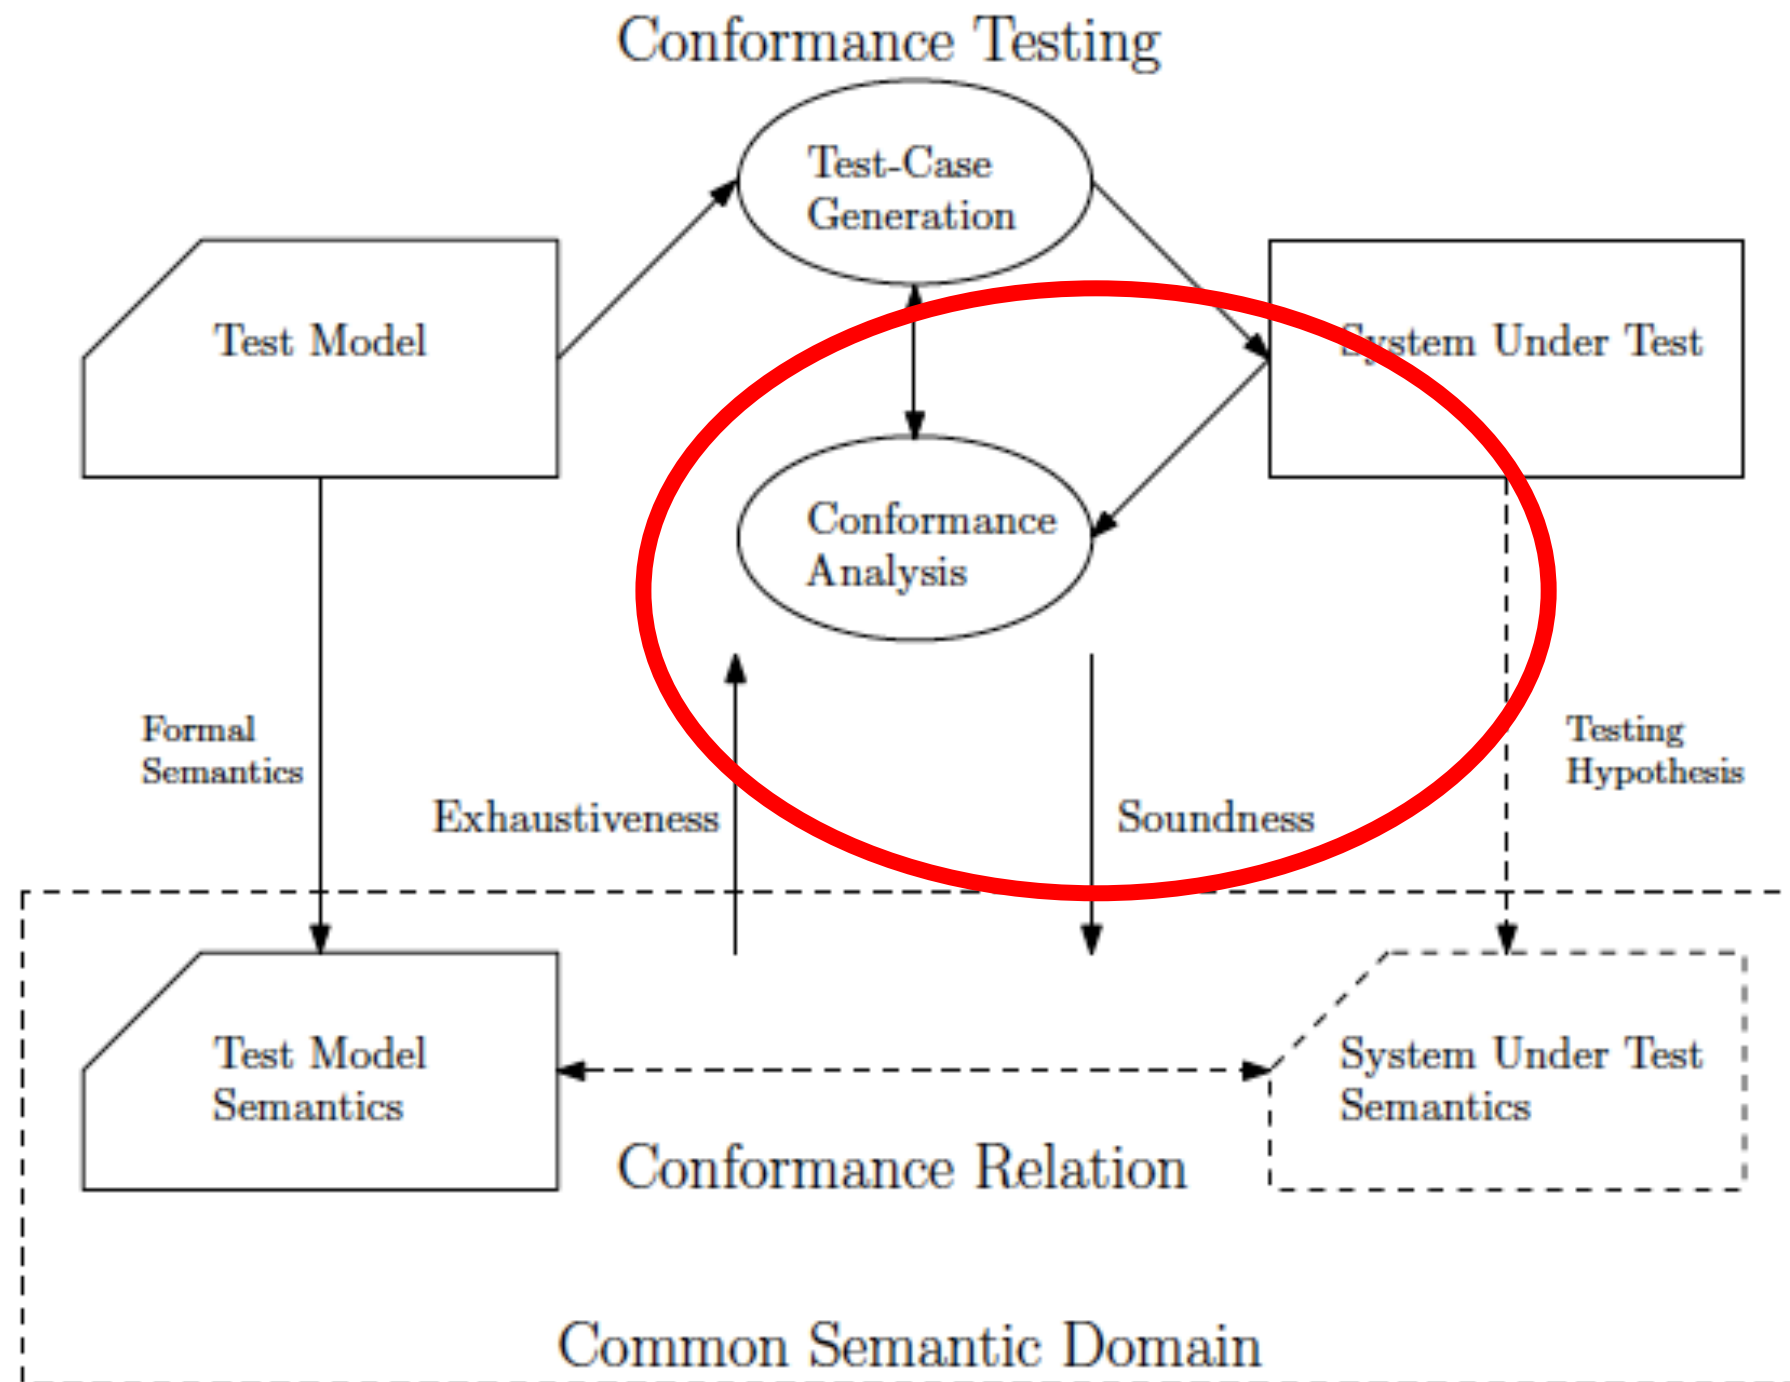 Conformance Testing
Test-Case
Generation
Test Model
System Under Test
Conformance
Analysis
Formal
Semantics
Testing
Hypothesis
Exhaustiveness
Soundness
Test Model
Semantics
System Under Test
Semantics
Conformance Relation
Common Semantic Domain